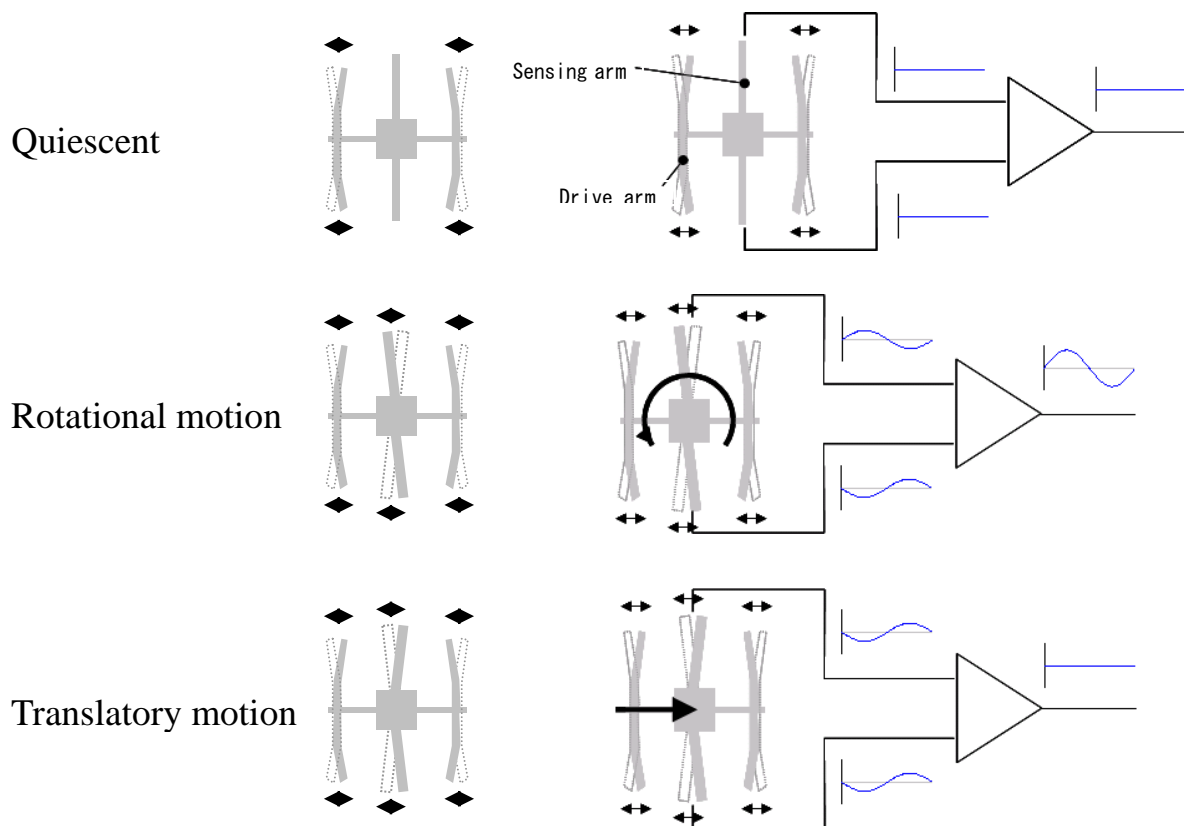 Sensing arm
Quiescent
Drive arm
Rotational motion
Translatory motion